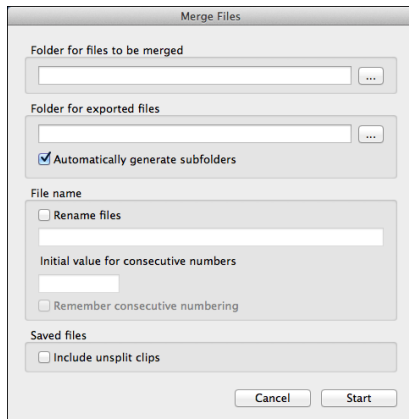 Merge Files
Folder for files to be merged
...
Folder for exported files
...
Automatically generate subfolders
File name
Rename files
Initial value for consecutive numbers
Remember consecutive numbering
Saved files
Include unsplit clips
Cancel Start